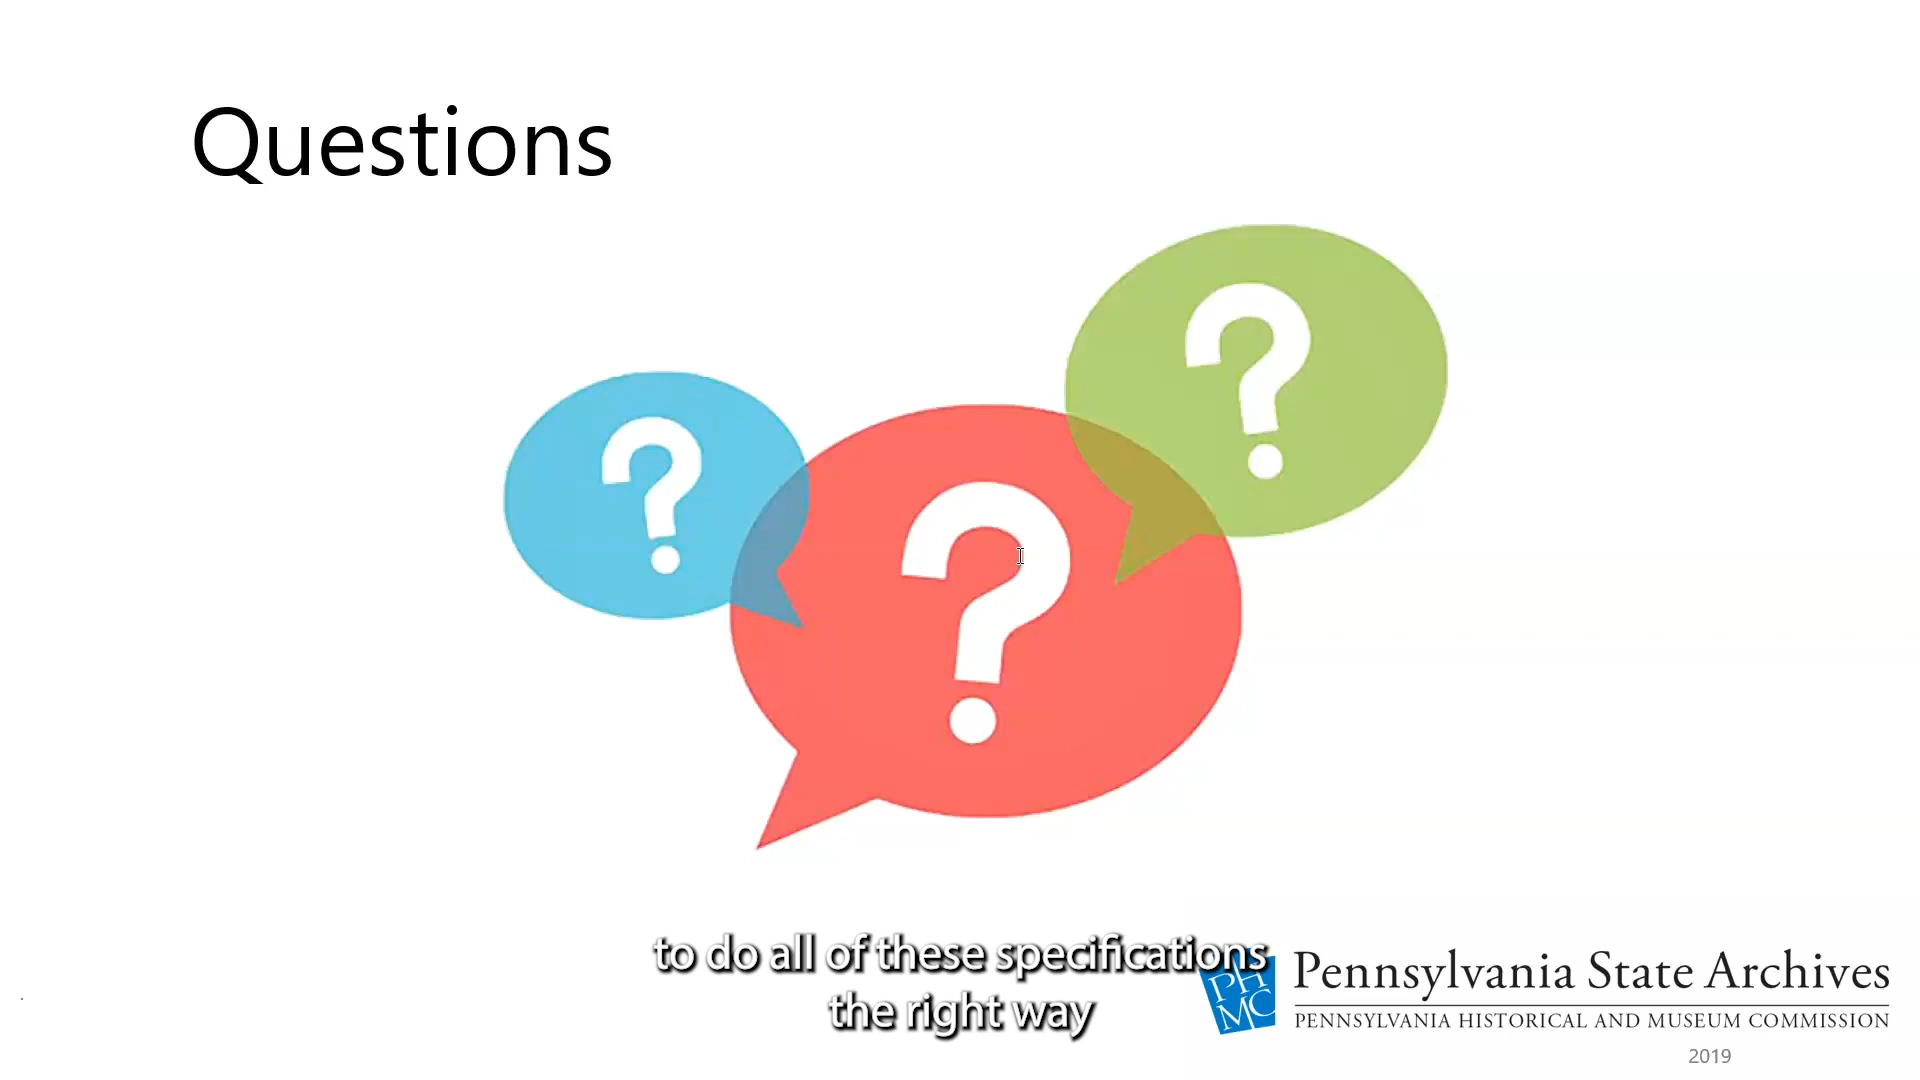 Questions
?
?
?
to do all of these specifications
the right way
PH
MC
Pennsylvania State Archives
PENNSYLVANIA HISTORICAL AND MUSEUM COMMISSION
2019